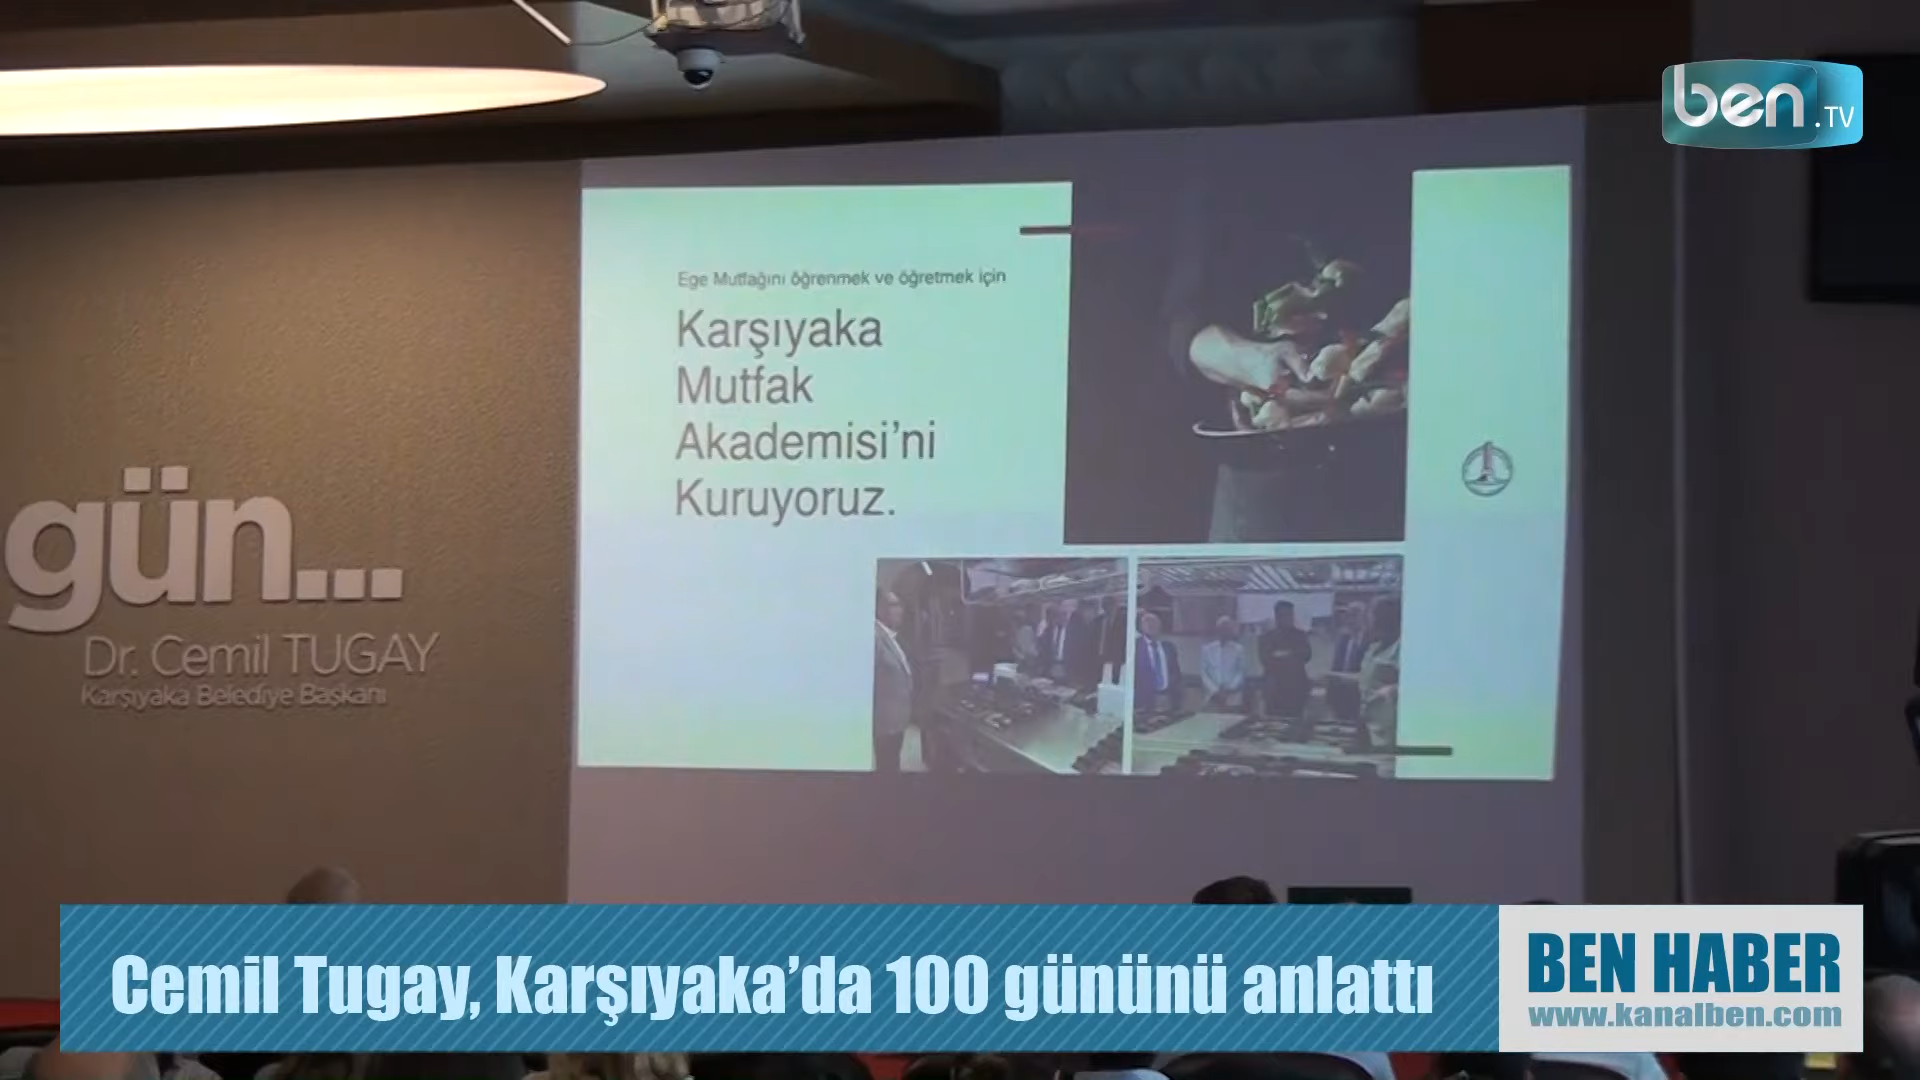 ben.TV
Ege Mutfağını öğrenmek ve öğretmek için
Karşıyaka
Mutfak
Akademisi’ni
Kuruyoruz.
gün...
Dr. Cemil TUGAY
Karşıyaka Belediye Başkanı
Cemil Tugay, Karşıyaka’da 100 gününü anlattı
BEN HABER
www.kanalben.com